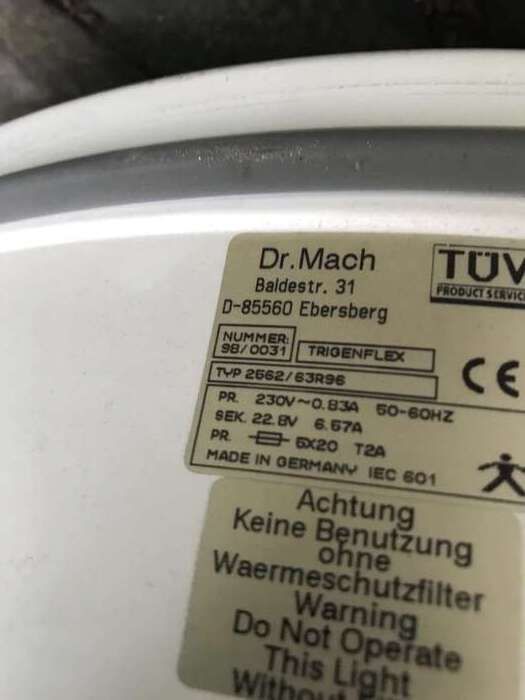 Dr.Mach
Baldestr. 31
D-85560 Ebersberg
TÜV
PRODUCT SERVICE
NUMMER:
98/0031
TRIGENFLEX
TYP 2562/63R96
CE
PR. 230V~0.83A 50-60HZ
SEK. 22.8V 6.57A
PR. 5X20 T2A
MADE IN GERMANY IEC 601
Achtung
Keine Benutzung
ohne
Waermeschutzfilter
Warning
Do Not Operate
This Light
Without